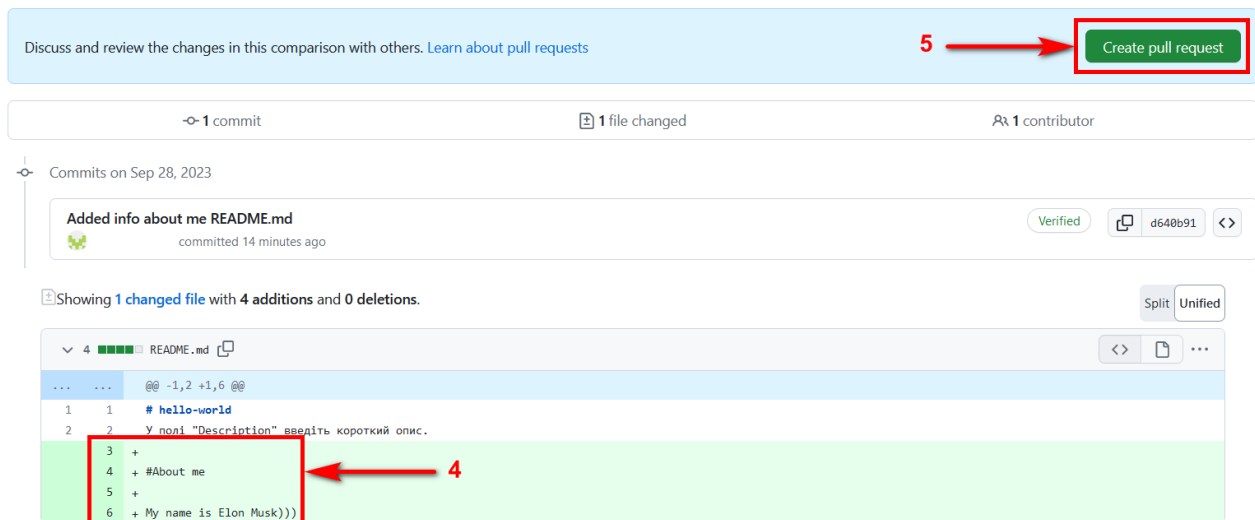 5
Discuss and review the changes in this comparison with others. Learn about pull requests
Create pull request
1 commit
1 file changed
1 contributor
Commits on Sep 28, 2023
Added info about me README.md
Verified
d640b91
committed 14 minutes ago
Showing 1 changed file with 4 additions and 0 deletions.
Split Unified
4 README.md
... ... @@ -1,2 +1,6 @@
1 1 # hello-world
2 2 У полі "Description" введіть короткий опис.
3 +
4 + #About me
4
5 +
6 + My name is Elon Musk)))